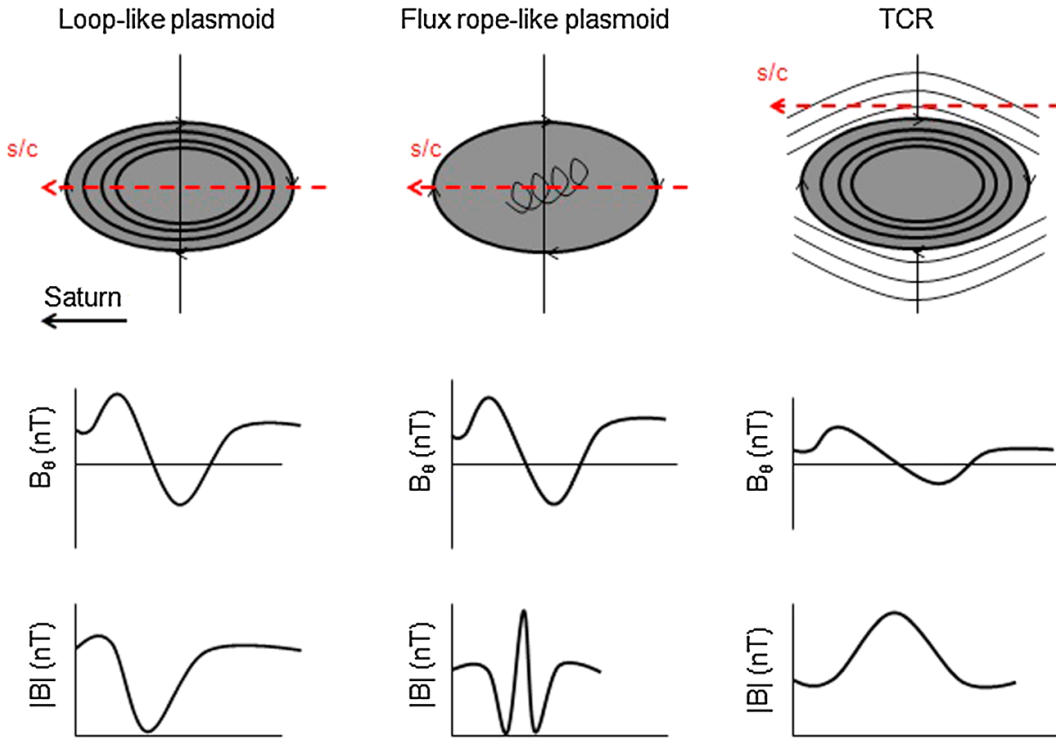 Loop-like plasmoid
Flux rope-like plasmoid
TCR
s/c
s/c
s/c
Saturn
Bθ (nT)
Bθ (nT)
Bθ (nT)
|B| (nT)
|B| (nT)
|B| (nT)